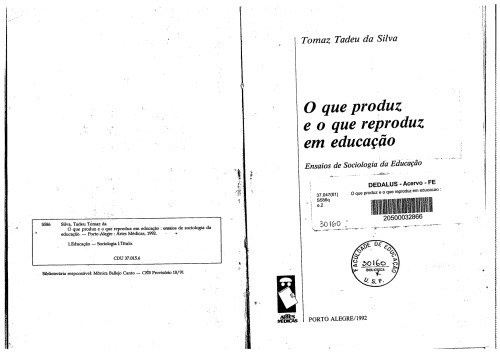 S586 Silva, Tadeu Tomaz da
O que produz e o que reproduz em educação : ensaios de sociologia da
educação — Porto Alegre : Artes Médicas, 1992.
1.Educação — Sociologia I.Título.
CDU 37.015.6
Bibliotecária responsável: Mônica Ballejo Canto — CRB Provisório 18/91
Tomaz Tadeu da Silva
O que produz
e o que reproduz
em educação
Ensaios de Sociologia da Educação
DEDALUS - Acervo - FE
37.047(81)
S586q
e.2
O que produz e o que reproduz em educacao :
20500032866
30160
FACULDADE DE EDUCAÇÃO
30160
BIBLIOTECA
U. S. P.
ARTES
MÉDICAS
PORTO ALEGRE/1992